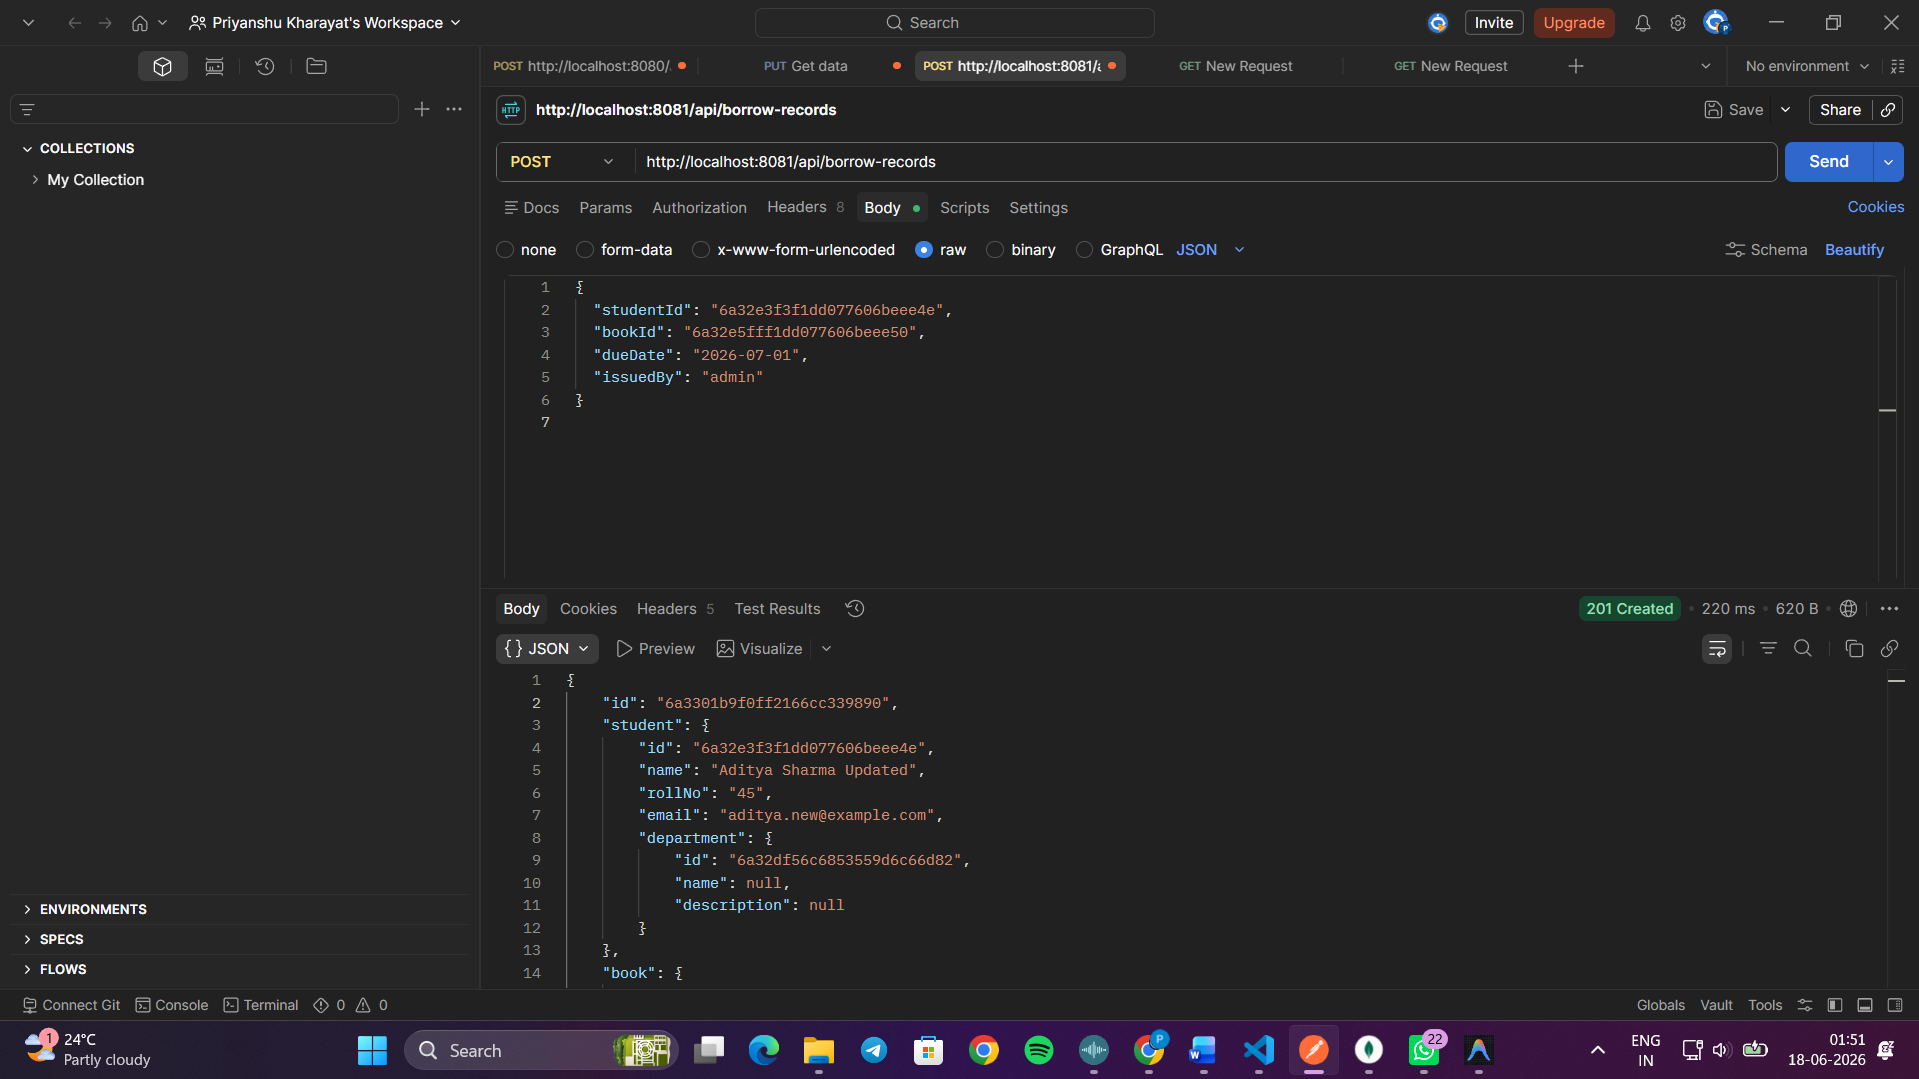 Priyanshu Kharayat's Workspace
Search
Invite
Upgrade
POST http://localhost:8080/.
PUT Get data
POST http://localhost:8081/a
GET New Request
GET New Request
No environment
HTTP
http://localhost:8081/api/borrow-records
Save
Share
COLLECTIONS
My Collection
POST
http://localhost:8081/api/borrow-records
Send
Docs
Params
Authorization
Headers 8
Body
Scripts
Settings
Cookies
none
form-data
x-www-form-urlencoded
raw
binary
GraphQL
JSON
Schema
Beautify
1 {
2 "studentId": "6a32e3f3f1dd077606beee4e",
3 "bookId": "6a32e5fff1dd077606beee50",
4 "dueDate": "2026-07-01",
5 "issuedBy": "admin"
6 }
7
Body
Cookies
Headers 5
Test Results
201 Created
220 ms
620 B
{} JSON
Preview
Visualize
1 {
2 "id": "6a3301b9f0ff2166cc339890",
3 "student": {
4 "id": "6a32e3f3f1dd077606beee4e",
5 "name": "Aditya Sharma Updated",
6 "rollNo": "45",
7 "email": "aditya.new@example.com",
8 "department": {
9 "id": "6a32df56c6853559d6c66d82",
10 "name": null,
11 "description": null
12 }
13 },
14 "book": {
ENVIRONMENTS
SPECS
FLOWS
Connect Git
Console
Terminal
0
0
Globals
Vault
Tools
1
24°C
Partly cloudy
Search
P
22
ENG
IN
01:51
18-06-2026